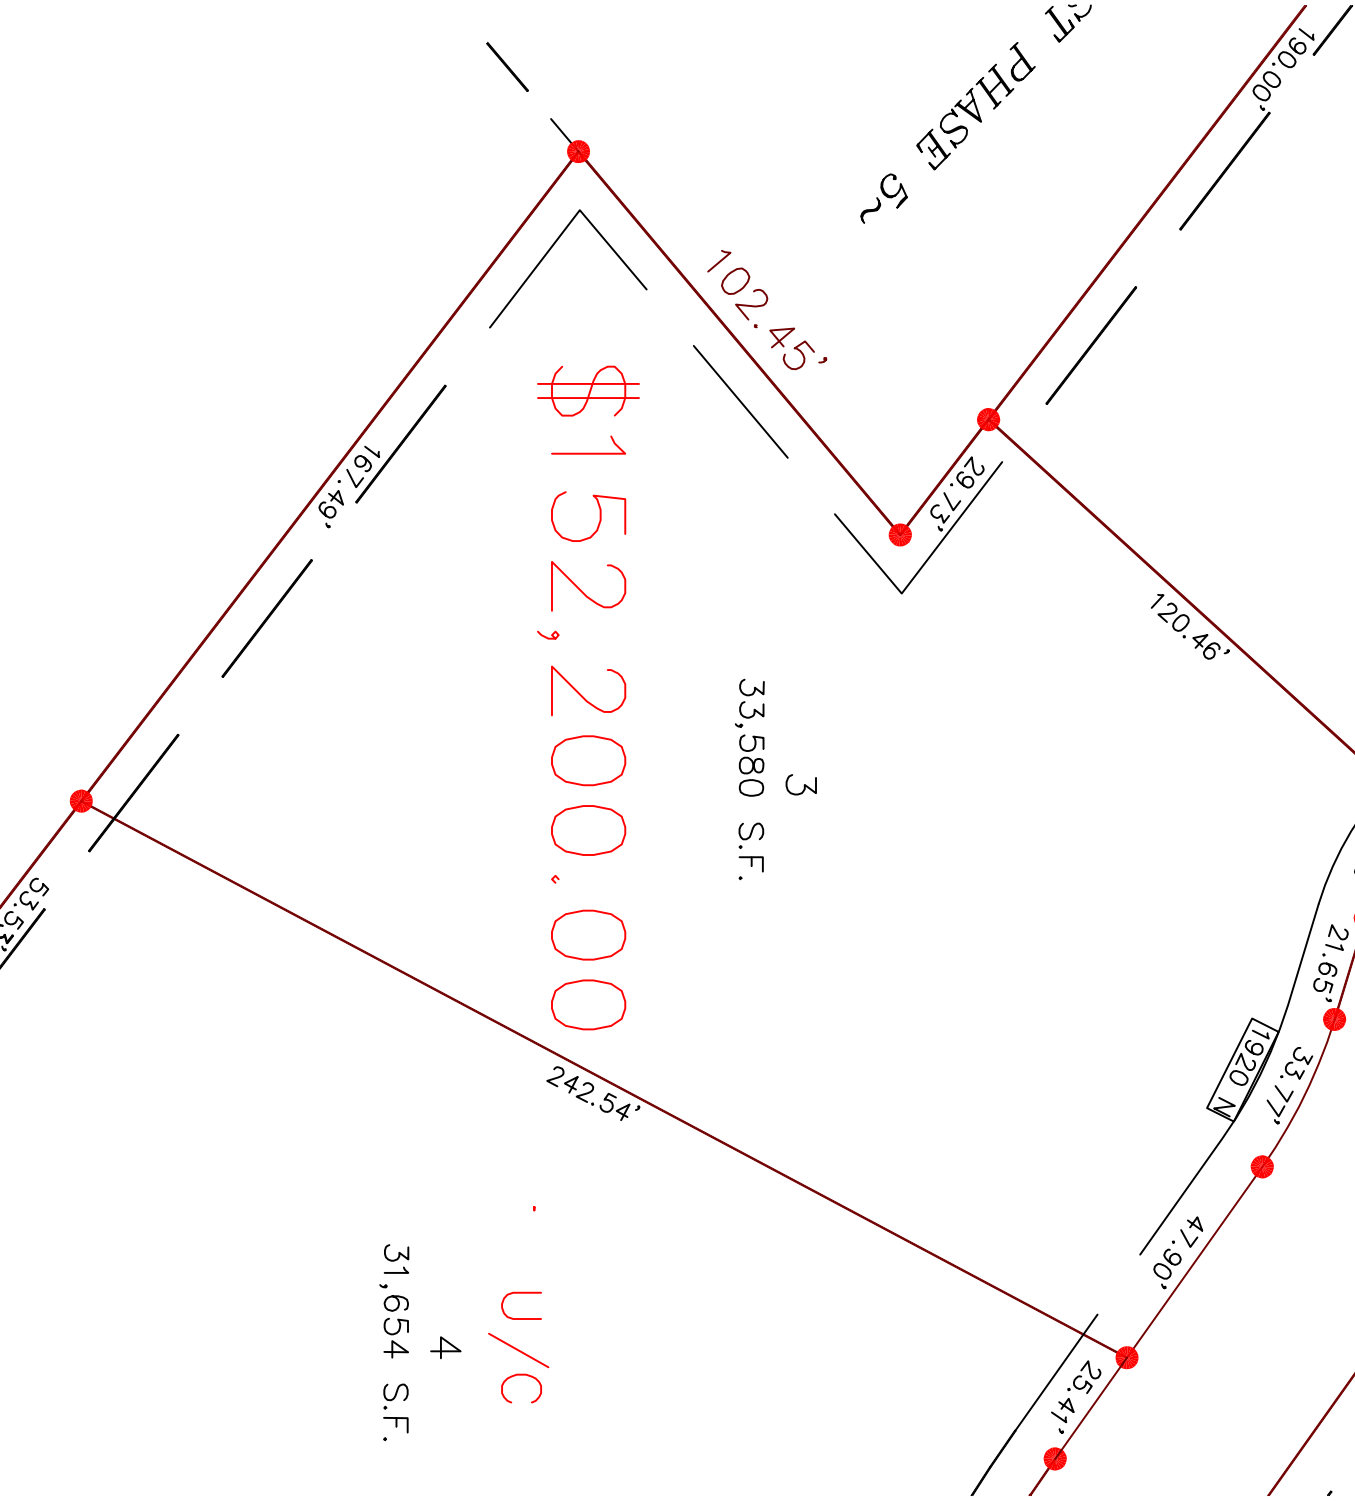 ST PHASE 5~
190.00'
102.45'
29.73'
120.46'
167.49'
$152,200.00
3
33,580 S.F.
21.65'
1920 N
33.77'
47.90'
53.53'
242.54'
U/C
4
31,654 S.F.
25.41'